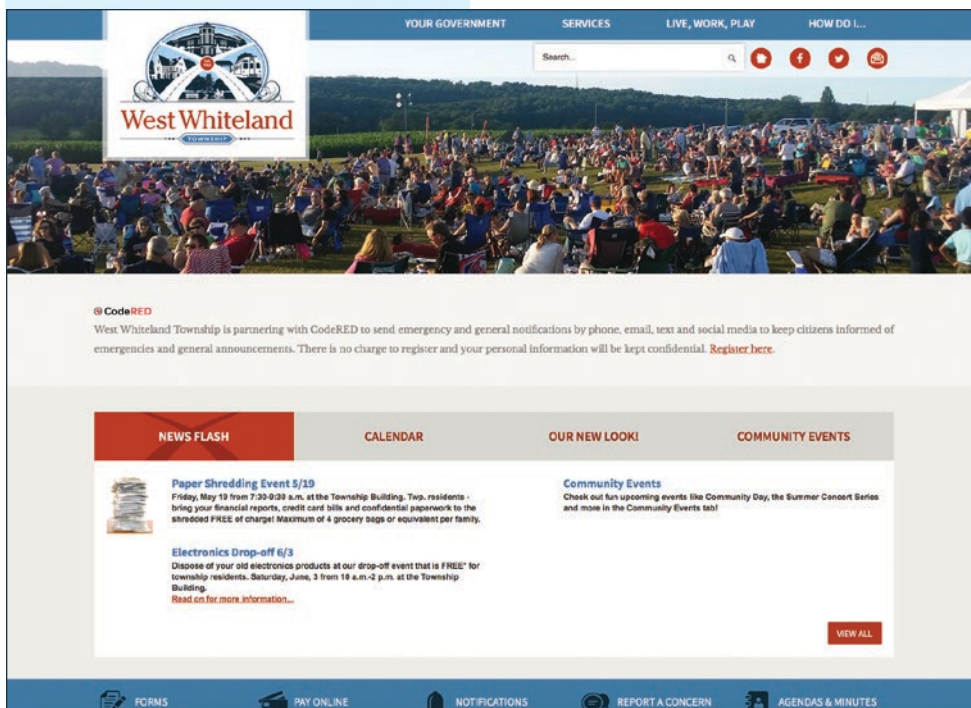 YOUR GOVERNMENT
SERVICES
LIVE, WORK, PLAY
HOW DO I...
Search...
West Whiteland
TOWNSHIP
CodeRED
West Whiteland Township is partnering with CodeRED to send emergency and general notifications by phone, email, text and social media to keep citizens informed of
emergencies and general announcements. There is no charge to register and your personal information will be kept confidential. Register here.
NEWS FLASH
CALENDAR
OUR NEW LOOK!
COMMUNITY EVENTS
Paper Shredding Event 5/19
Friday, May 19 from 7:30-9:30 a.m. at the Township Building. Twp. residents -
bring your financial reports, credit card bills and confidential paperwork to the
shredded FREE of charge! Maximum of 4 grocery bags or equivalent per family.
Electronics Drop-off 6/3
Dispose of your old electronics products at our drop-off event that is FREE* for
township residents. Saturday, June, 3 from 10 a.m.-2 p.m. at the Township
Building.
Read on for more information...
Community Events
Check out fun upcoming events like Community Day, the Summer Concert Series
and more in the Community Events tab!
VIEW ALL
FORMS
PAY ONLINE
NOTIFICATIONS
REPORT A CONCERN
AGENDAS & MINUTES